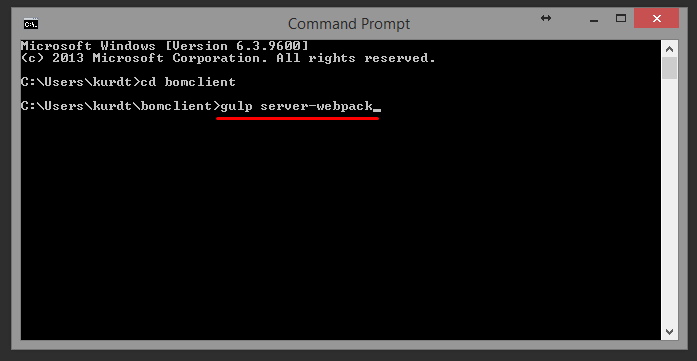 Command Prompt
Microsoft Windows [Version 6.3.9600]
(c) 2013 Microsoft Corporation. All rights reserved.
C:\Users\kurdt>cd bomclient
C:\Users\kurdt\bomclient>gulp server-webpack_